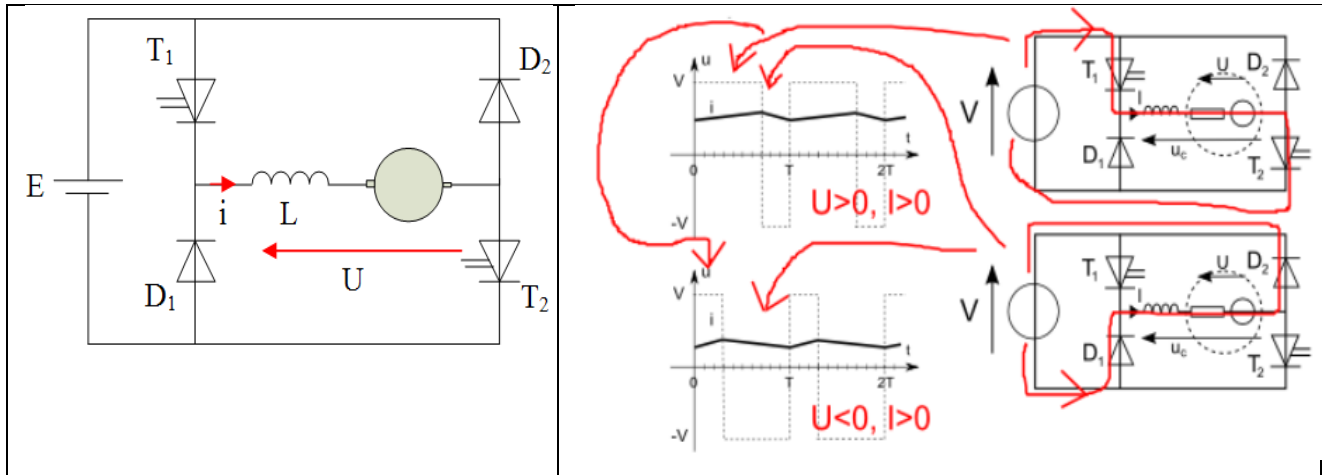 T1
D2
E
i
L
U
D1
T2
u
V
i
t
0
T
2T
U>0, I>0
-V
V
T1
I
U
D2
D1
uc
T2
u
V
i
t
0
T
2T
U<0, I>0
-V
V
T1
I
U
D2
D1
uc
T2